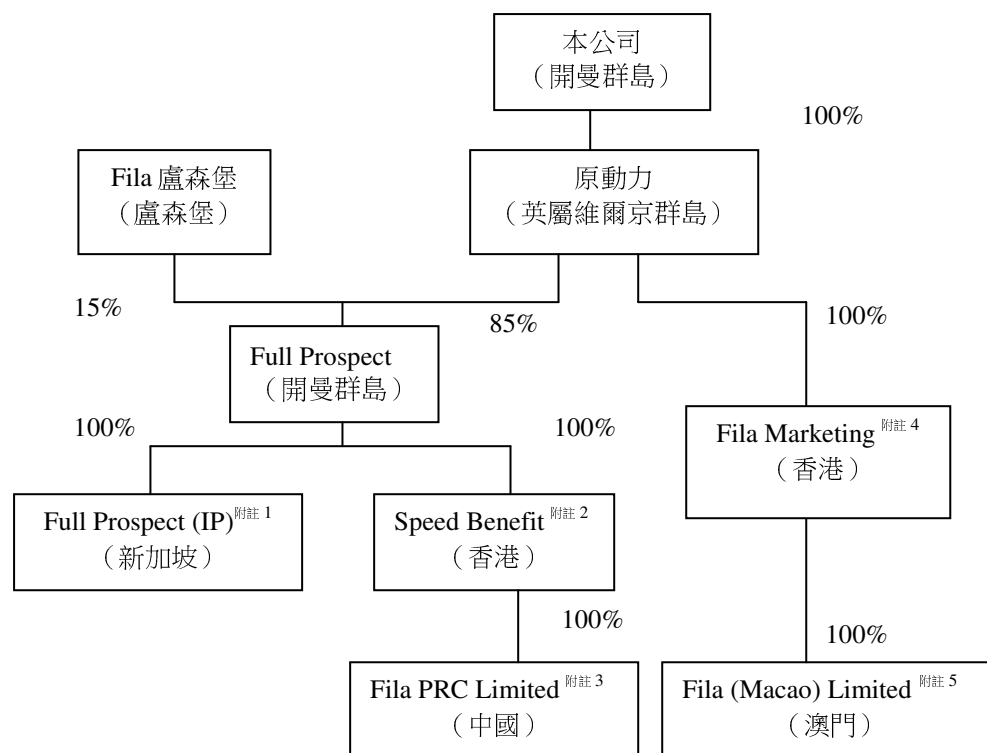 本公司
（開曼群島）
100%
Fila 盧森堡
（盧森堡）
原動力
（英屬維爾京群島）
15%
85%
100%
Full Prospect
（開曼群島）
100%
100%
Fila Marketing 附註 4
（香港）
Full Prospect (IP) 附註 1
（新加坡）
Speed Benefit 附註 2
（香港）
100%
100%
Fila PRC Limited 附註 3
（中國）
Fila (Macao) Limited 附註 5
（澳門）